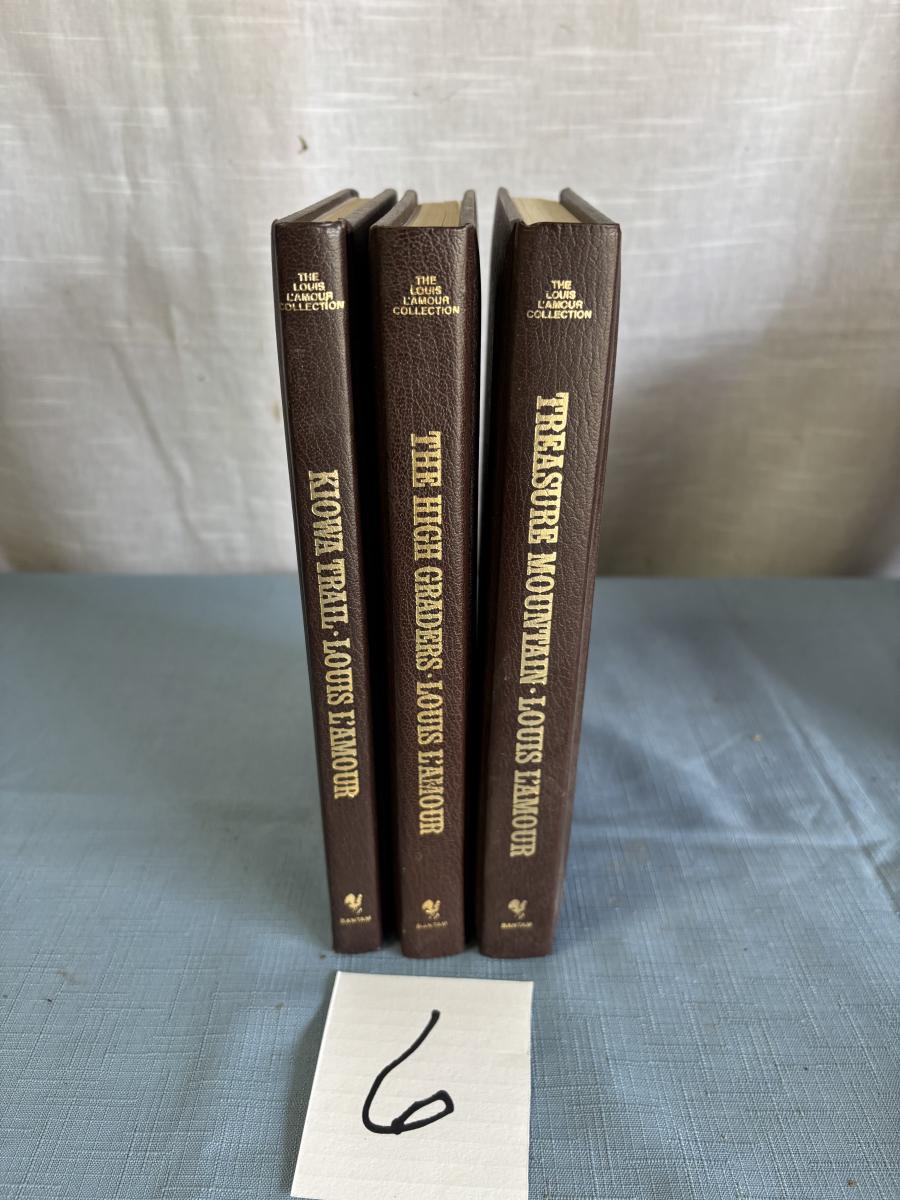 THE
LOUIS
L'AMOUR
COLLECTION
KIOWA TRAIL · LOUIS L'AMOUR
BANTAM
THE
LOUIS
L'AMOUR
COLLECTION
THE HIGH GRADERS · LOUIS L'AMOUR
BANTAM
THE
LOUIS
L'AMOUR
COLLECTION
TREASURE MOUNTAIN · LOUIS L'AMOUR
BANTAM
6